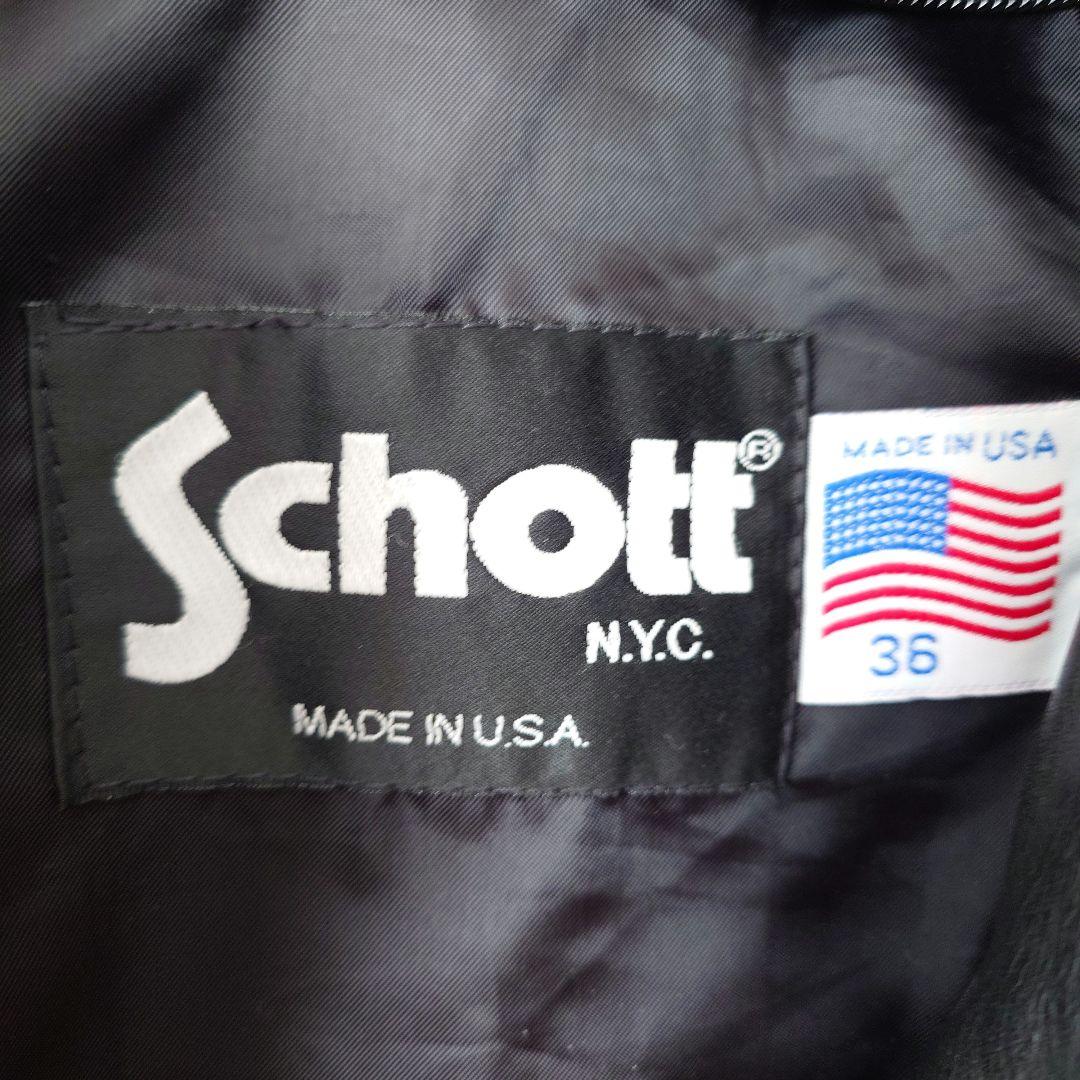 Schott®
N.Y.C.
MADE IN U.S.A.
MADE IN USA
36